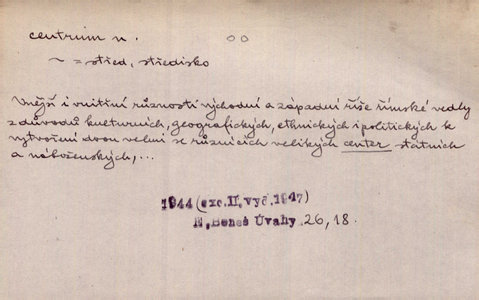 centrum n.
~ = střed, středisko
Vnější i vnitřní různosti východní a západní říše římské vedly
z důvodů kulturních, geografických, ethnických i politických k
vytvoření dvou velmi se různících velikých center státních
a náboženských,...
1944 (exc. II, vyd. 1947)
E. Beneš Úvahy 26, 18.